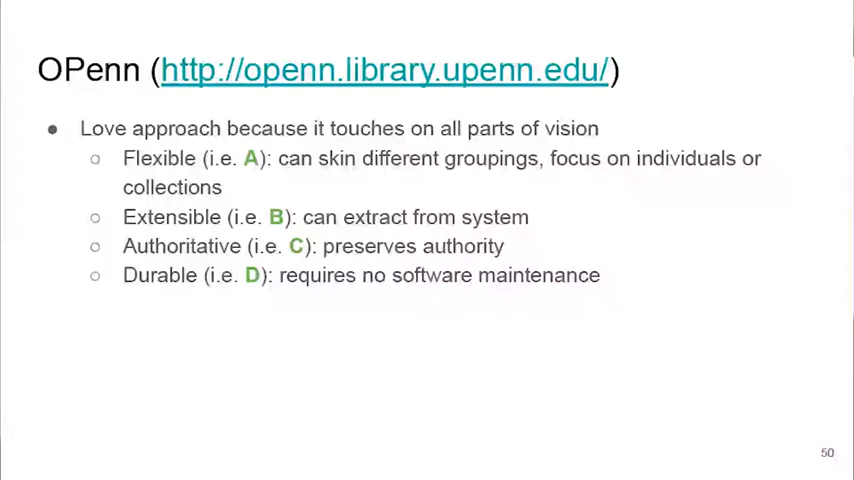 OPenn (http://openn.library.upenn.edu/)
● Love approach because it touches on all parts of vision
○ Flexible (i.e. A): can skin different groupings, focus on individuals or
collections
○ Extensible (i.e. B): can extract from system
○ Authoritative (i.e. C): preserves authority
○ Durable (i.e. D): requires no software maintenance
50